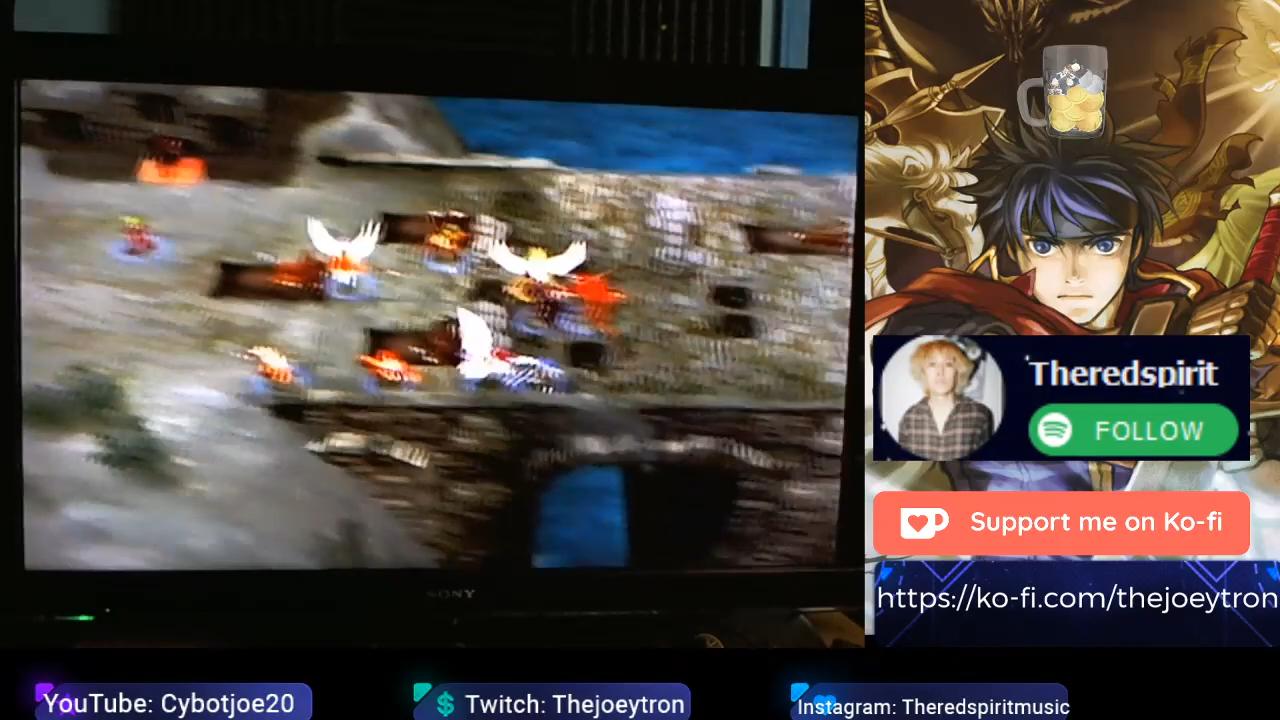 Theredspirit
FOLLOW
Support me on Ko-fi
https://ko-fi.com/thejoeytron
SONY
YouTube: Cybotjoe20
Twitch: Thejoeytron
Instagram: Theredspiritmusic